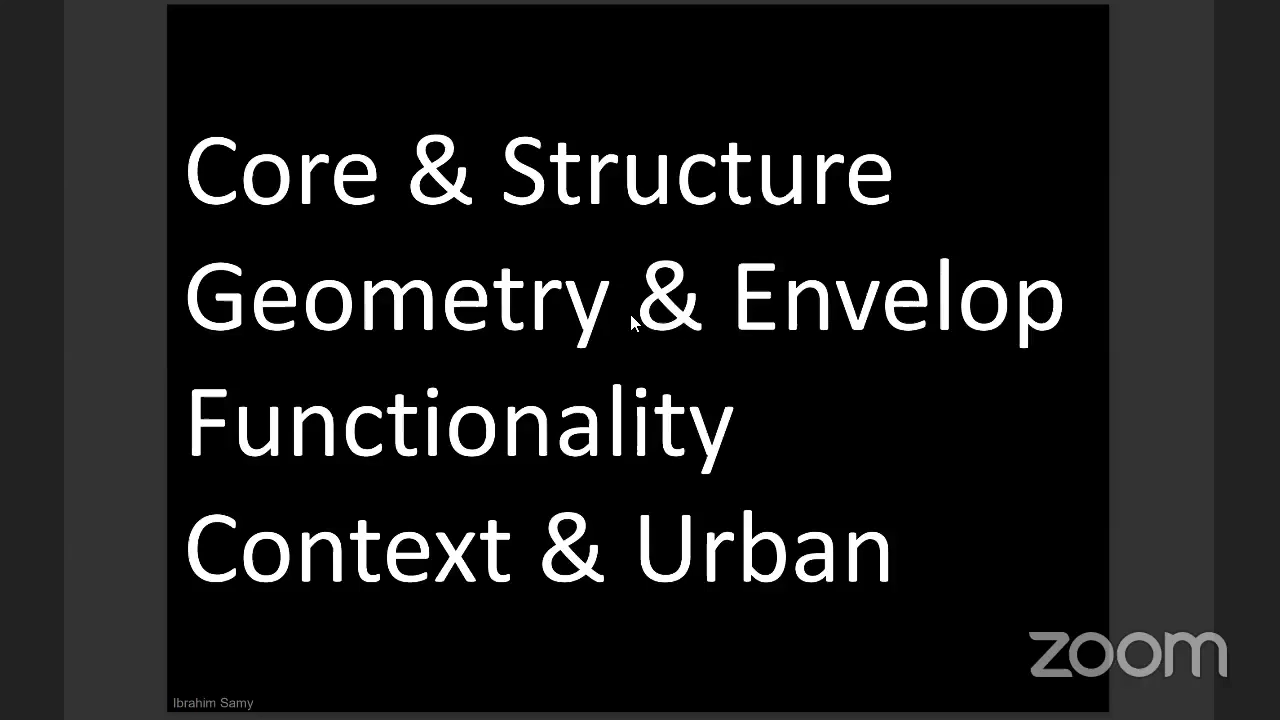 Core & Structure
Geometry & Envelop
Functionality
Context & Urban
zoom
Ibrahim Samy